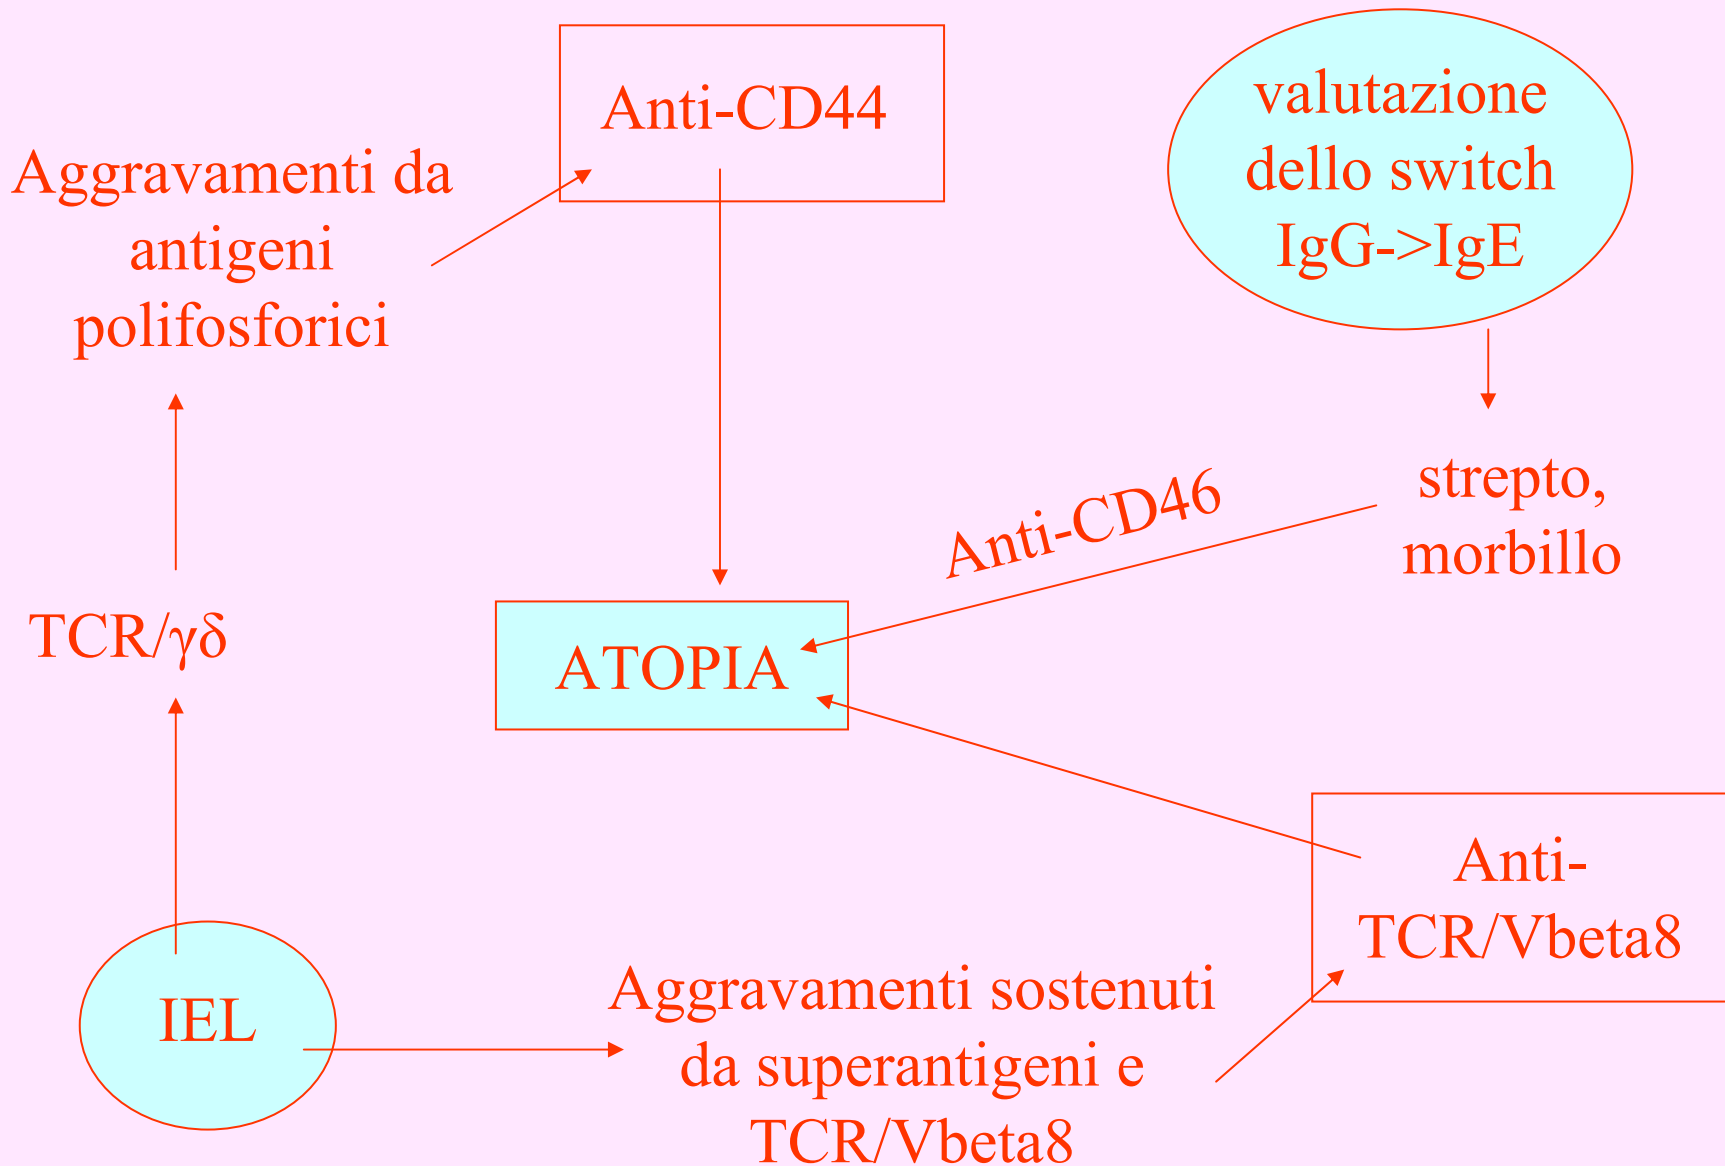 Anti-CD44
valutazione
dello switch
IgG->IgE
Aggravamenti da
antigeni
polifosforici
strepto,
morbillo
Anti-CD46
TCR/γδ
ATOPIA
Anti-
TCR/Vbeta8
IEL
Aggravamenti sostenuti
da superantigeni e
TCR/Vbeta8